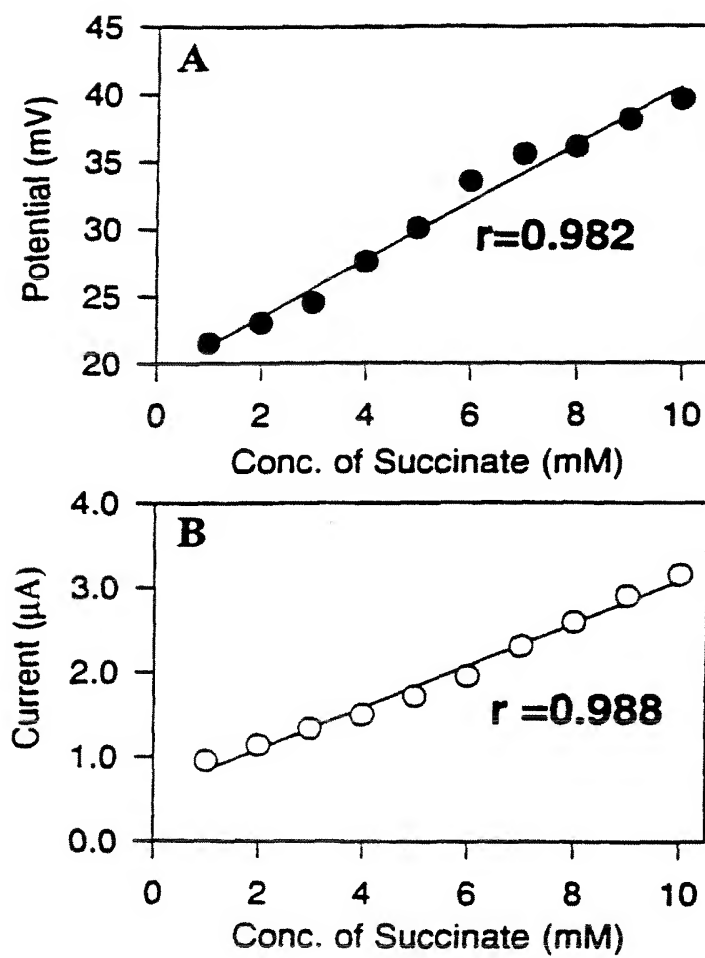 A
Potential (mV)
45
40
35
30
25
20
r=0.982
0 2 4 6 8 10
Conc. of Succinate (mM)
B
Current (μA)
4.0
3.0
2.0
1.0
0.0
r =0.988
0 2 4 6 8 10
Conc. of Succinate (mM)